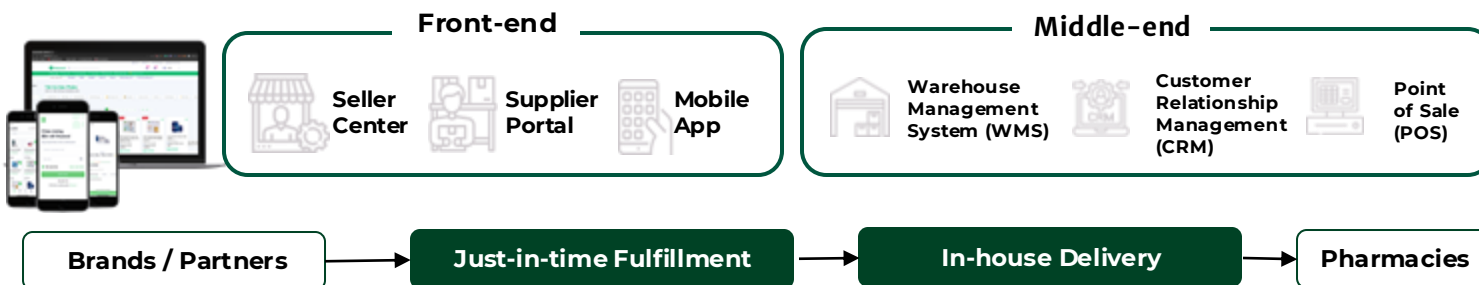 Front-end
Middle-end
Seller
Center
Supplier
Portal
Mobile
App
Warehouse
Management
System (WMS)
CRM
Customer
Relationship
Management
(CRM)
Point
of Sale
(POS)
Brands / Partners
Just-in-time Fulfillment
In-house Delivery
Pharmacies